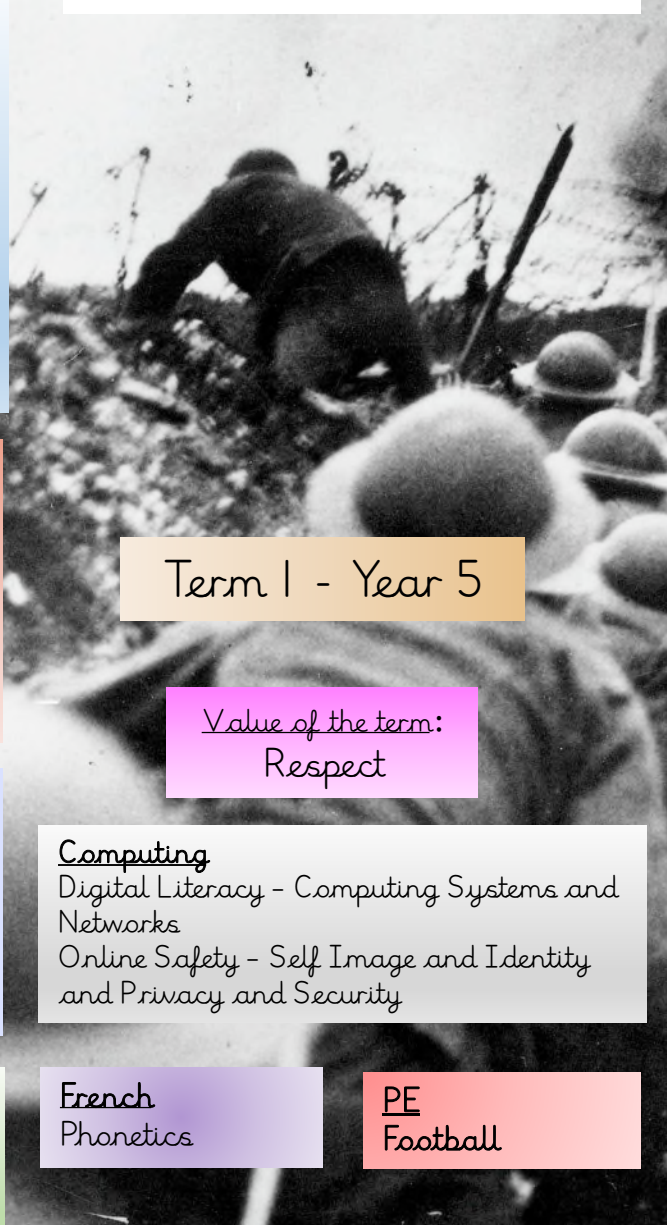 Term 1 - Year 5
Value of the term:
Respect
Computing
Digital Literacy - Computing Systems and
Networks
Online Safety - Self Image and Identity
and Privacy and Security
French
Phonetics
PE
Football